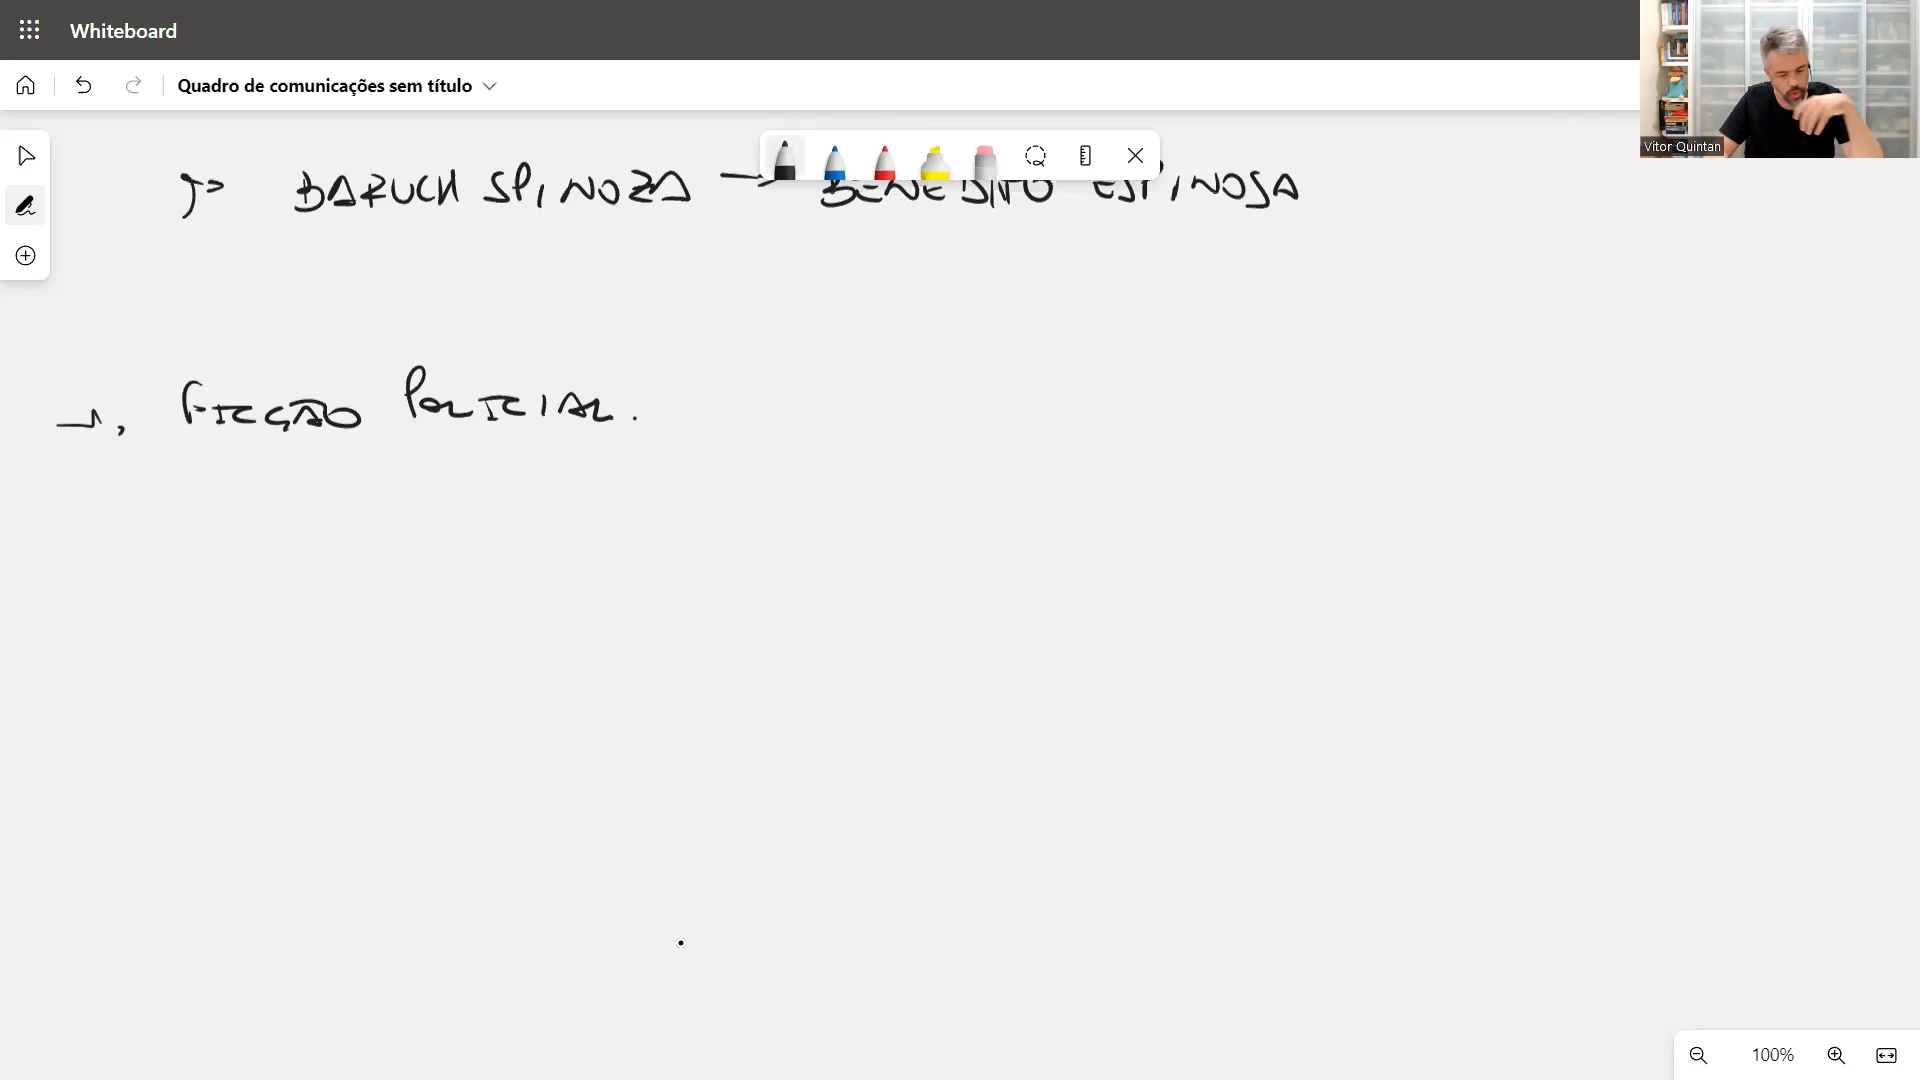 Whiteboard
Quadro de comunicações sem título
Vitor Quintan
BARUCH SPINOZA → BENEDITO ESPINOSA
→ FICÇÃO POLICIAL.
100%